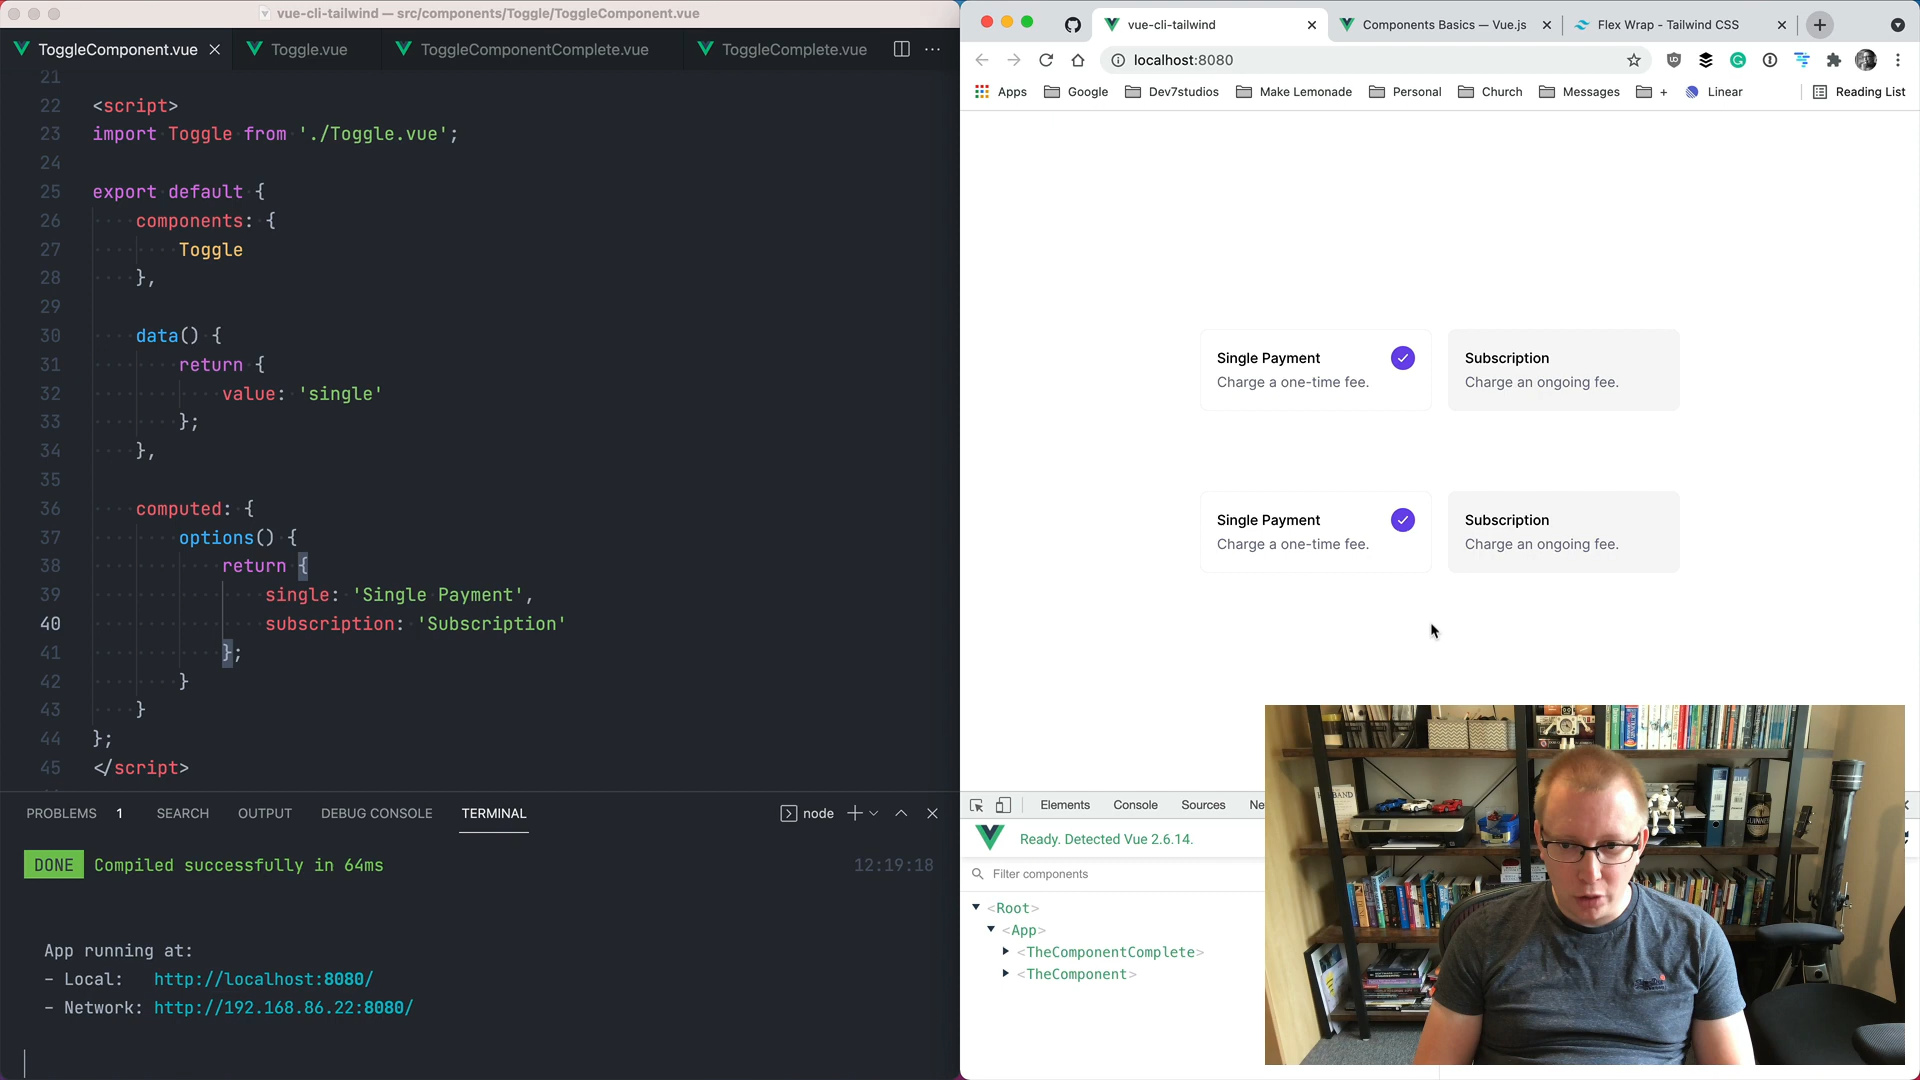 vue-cli-tailwind — src/components/Toggle/ToggleComponent.vue
ToggleComponent.vue
Toggle.vue
ToggleComponentComplete.vue
ToggleComplete.vue
21
22 <script>
23 import Toggle from './Toggle.vue';
24
25 export default {
26 components: {
27 Toggle
28 },
29
30 data() {
31 return {
32 value: 'single'
33 };
34 },
35
36 computed: {
37 options() {
38 return {
39 single: 'Single Payment',
40 subscription: 'Subscription'
41 };
42 }
43 }
44 };
45 </script>
PROBLEMS 1 SEARCH OUTPUT DEBUG CONSOLE TERMINAL node
DONE Compiled successfully in 64ms 12:19:18
App running at:
- Local: http://localhost:8080/
- Network: http://192.168.86.22:8080/
vue-cli-tailwind
Components Basics — Vue.js
Flex Wrap - Tailwind CSS
localhost:8080
Apps Google Dev7studios Make Lemonade Personal Church Messages + Linear Reading List
Single Payment
Charge a one-time fee.
Subscription
Charge an ongoing fee.
Single Payment
Charge a one-time fee.
Subscription
Charge an ongoing fee.
Elements Console Sources Ne
Ready. Detected Vue 2.6.14.
Filter components
<Root>
<App>
<TheComponentComplete>
<TheComponent>